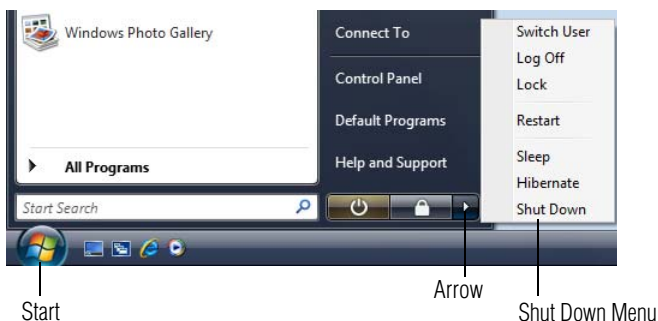 Windows Photo Gallery
All Programs
Start Search
Connect To
Control Panel
Default Programs
Help and Support
Switch User
Log Off
Lock
Restart
Sleep
Hibernate
Shut Down
Start
Arrow
Shut Down Menu